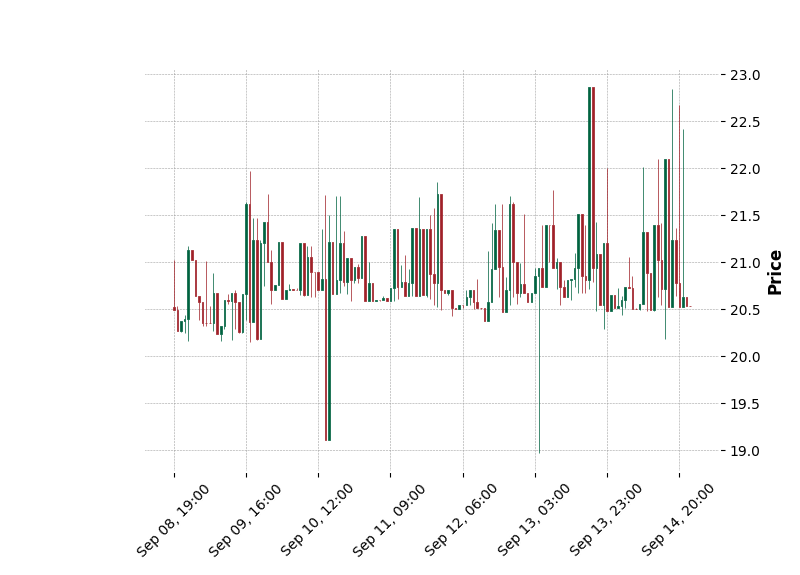 23.0
22.5
22.0
21.5
21.0
20.5
20.0
19.5
19.0
Price
Sep 08, 19:00
Sep 09, 16:00
Sep 10, 12:00
Sep 11, 09:00
Sep 12, 06:00
Sep 13, 03:00
Sep 13, 23:00
Sep 14, 20:00